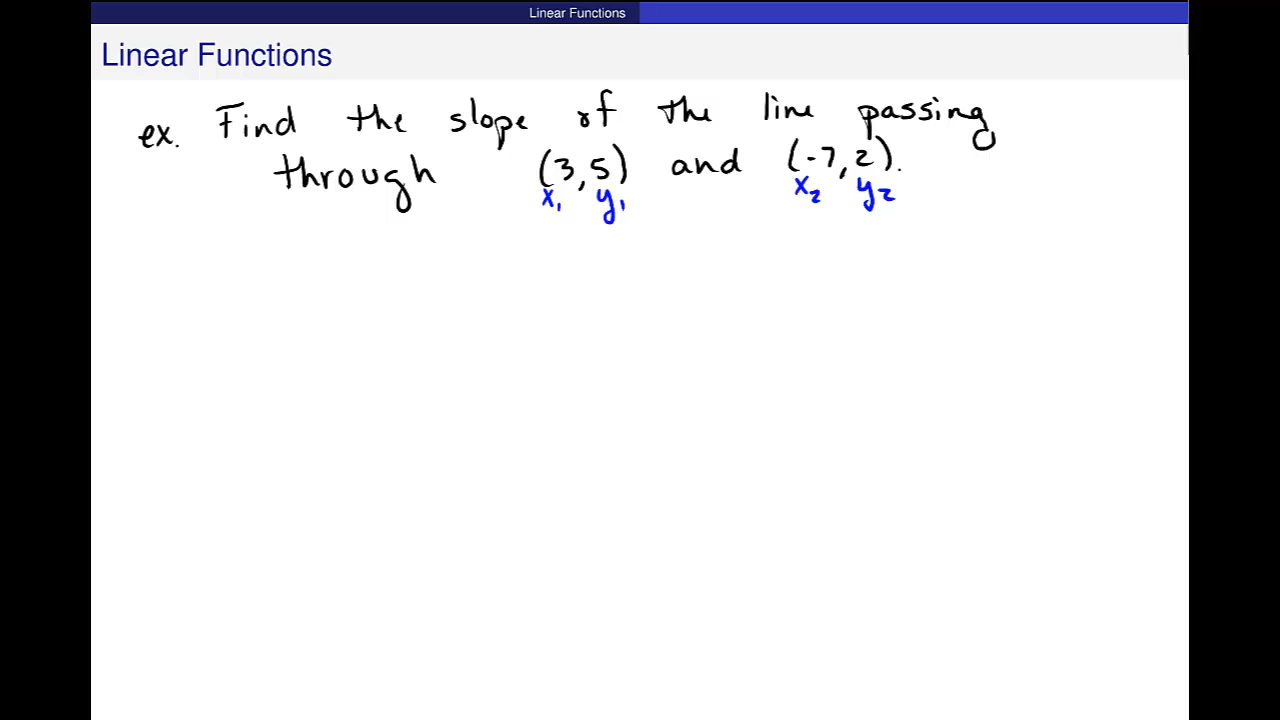 Linear Functions
Linear Functions
ex. Find the slope of the line passing
through (3,5) and (-7,2).
x₁ y₁ x₂ y₂